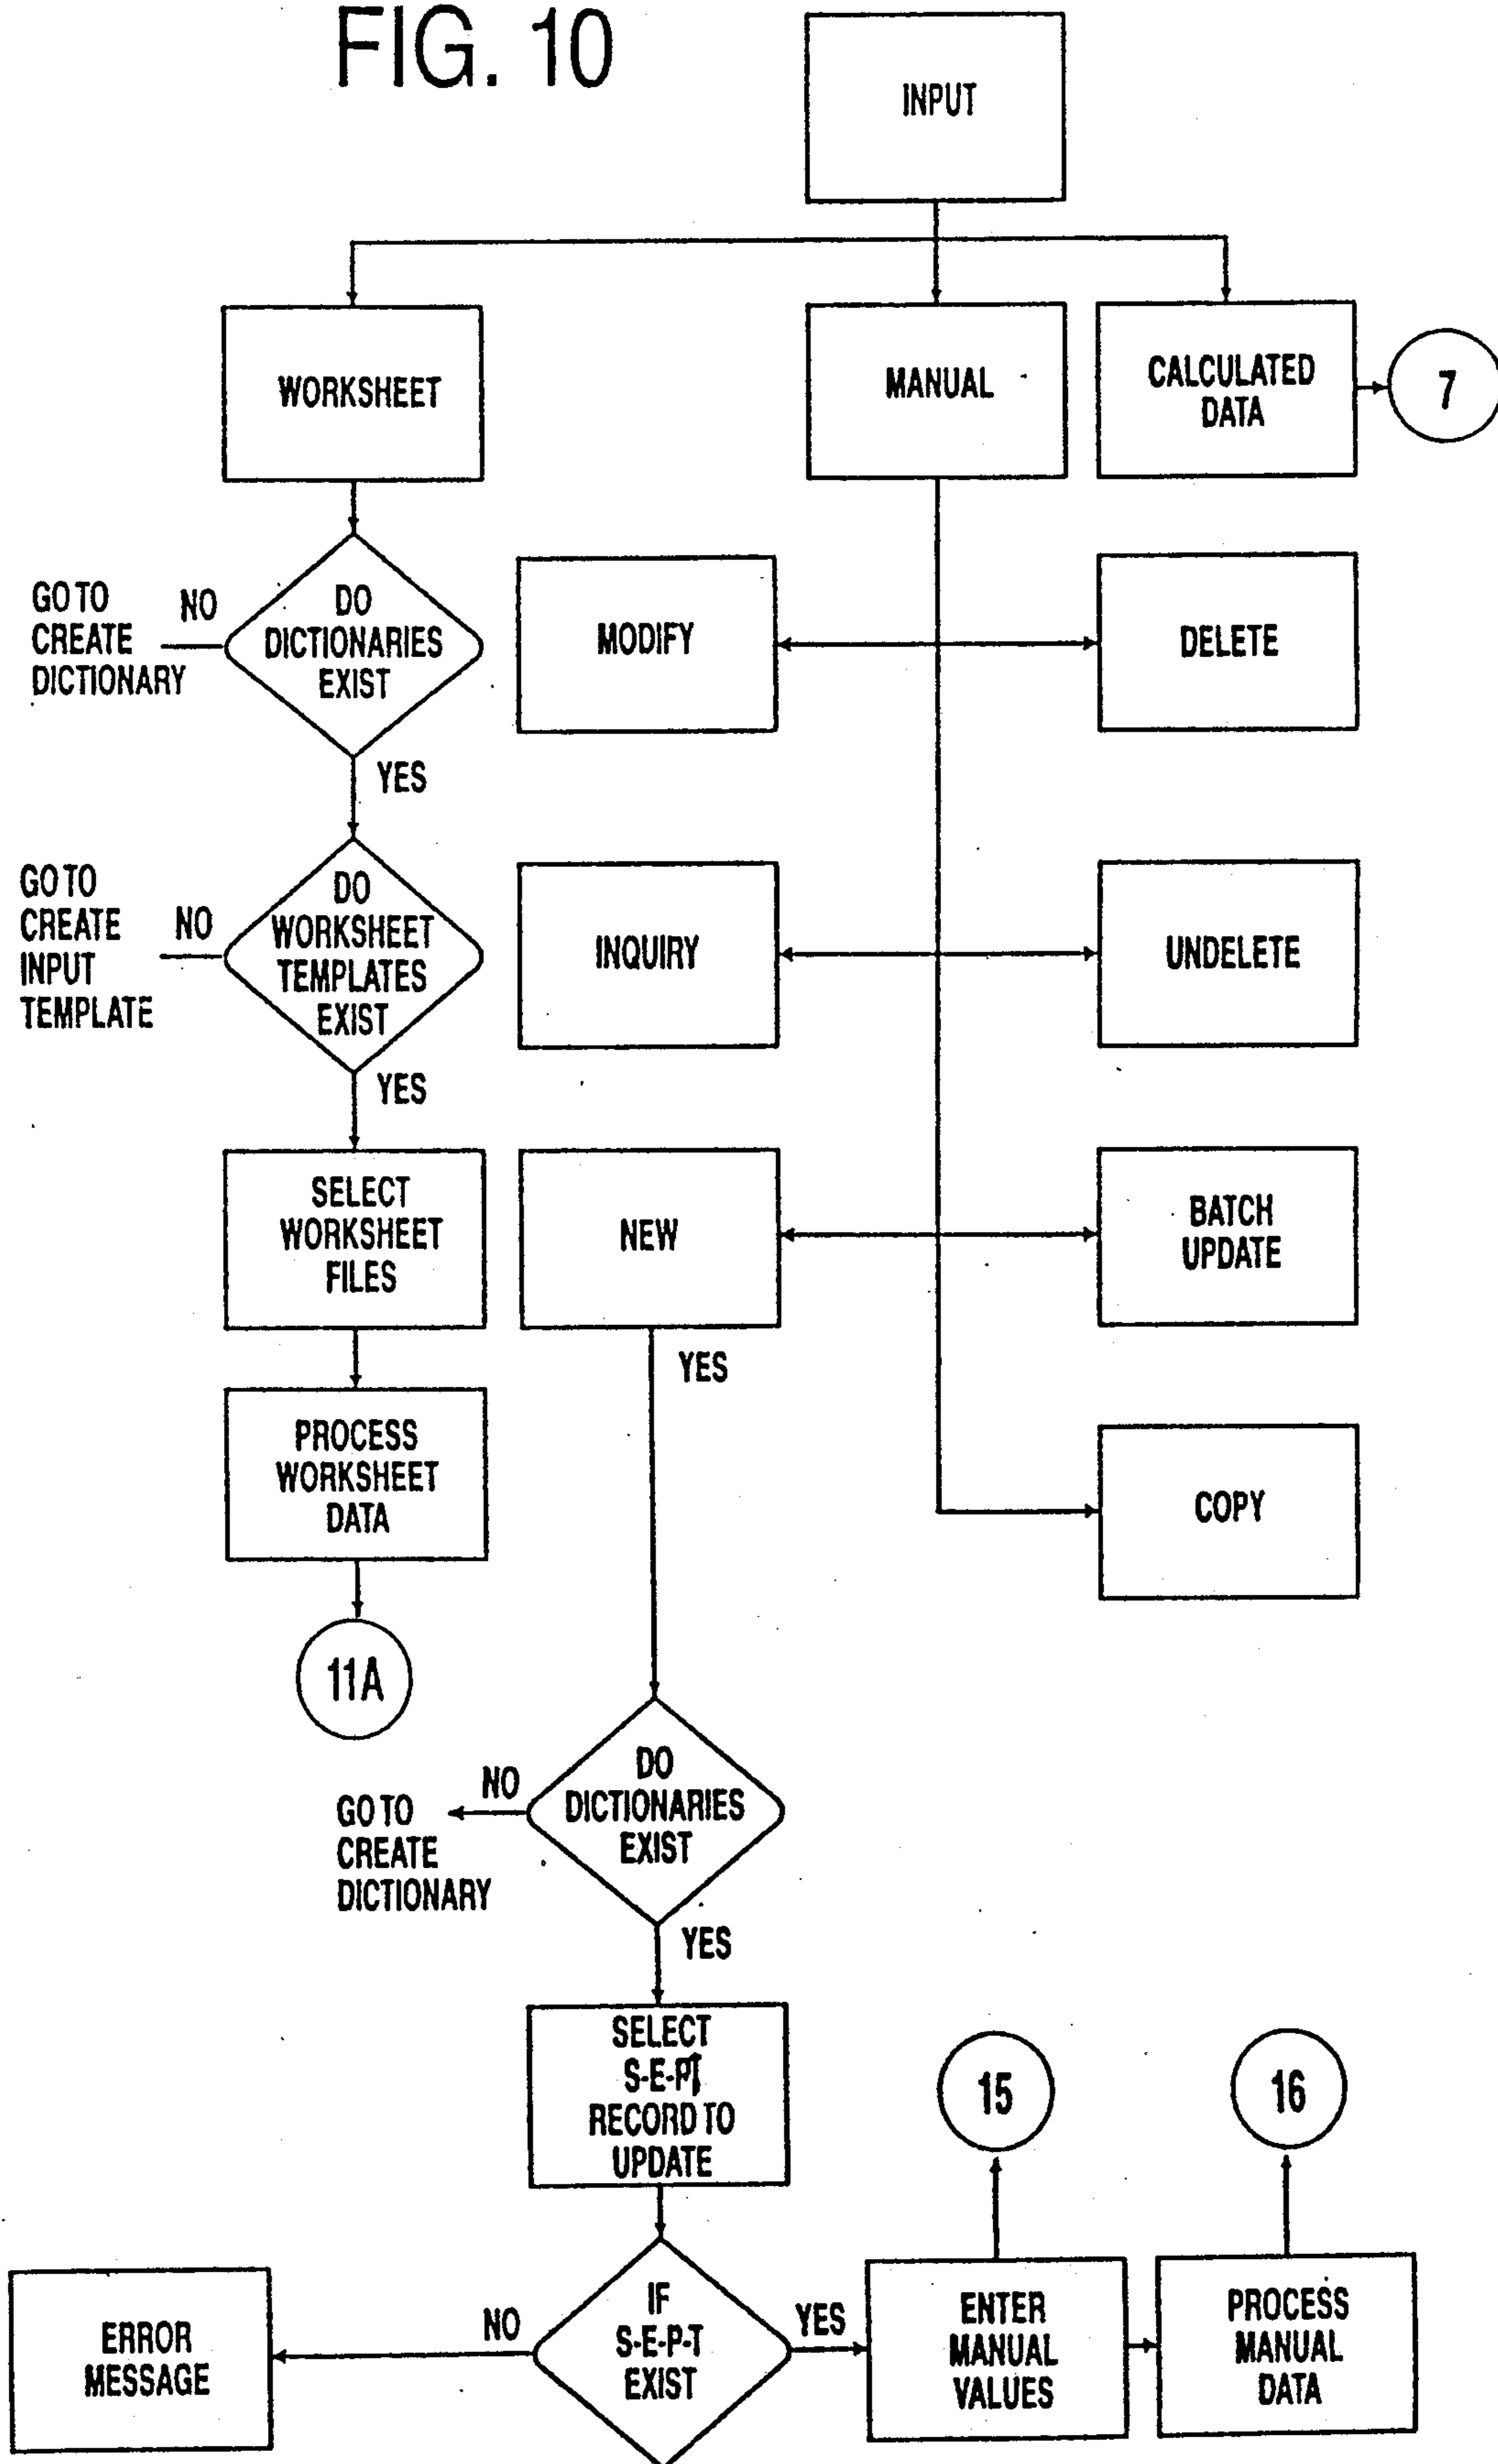 FIG. 10
INPUT
WORKSHEET
MANUAL
CALCULATED
DATA
7
GO TO
CREATE
DICTIONARY
NO
DO
DICTIONARIES
EXIST
YES
MODIFY
DELETE
GO TO
CREATE
INPUT
TEMPLATE
NO
DO
WORKSHEET
TEMPLATES
EXIST
YES
INQUIRY
UNDELETE
SELECT
WORKSHEET
FILES
NEW
YES
BATCH
UPDATE
PROCESS
WORKSHEET
DATA
COPY
11A
DO
DICTIONARIES
EXIST
NO
GO TO
CREATE
DICTIONARY
YES
SELECT
S-E-P
RECORD TO
UPDATE
15
16
ERROR
MESSAGE
NO
IF
S-E-P-T
EXIST
YES
ENTER
MANUAL
VALUES
PROCESS
MANUAL
DATA